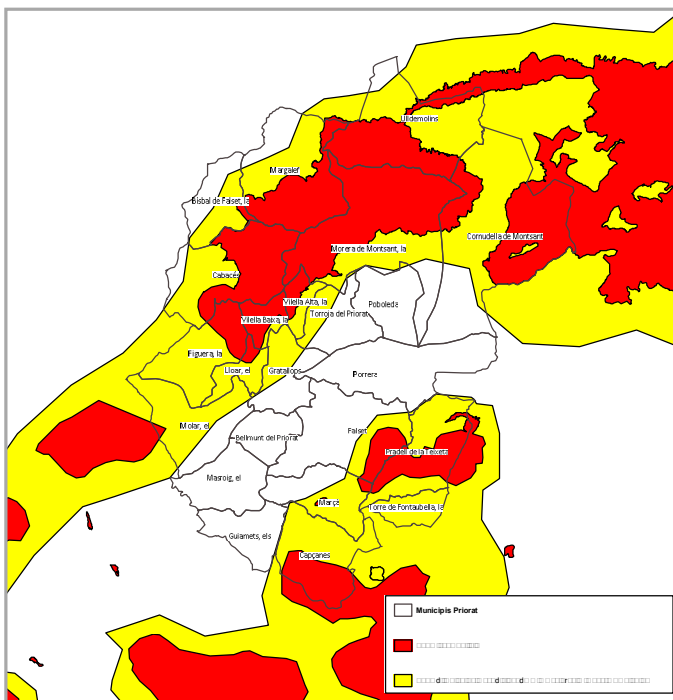 Ulldemolins
Margalef
Bisbal de Falset, la
Cornudella de Montsant
Morera de Montsant, la
Cabacés
Vilella Alta, la
Poboleda
Torroja del Priorat
Vilella Baixa, la
Figuera, la
Lloar, el
Gratallops
Porrera
Molar, el
Falset
Bellmunt del Priorat
Pradell de la Teixeta
Masroig, el
Marçà
Torre de Fontaubella, la
Guiamets, els
Capçanes
Municipis Priorat